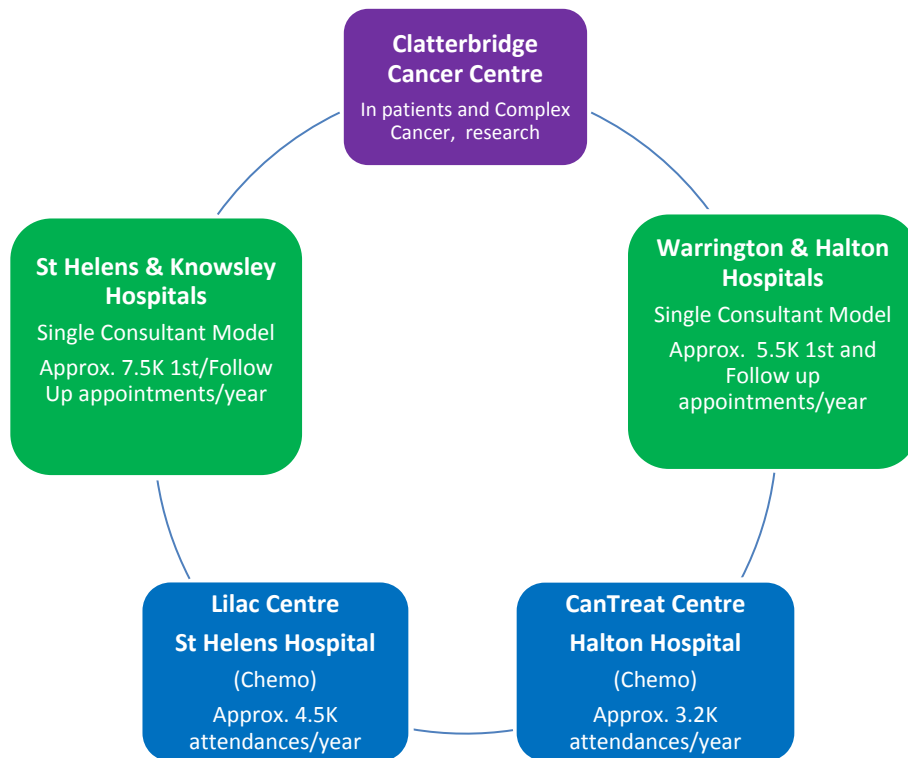 Clatterbridge
Cancer Centre
In patients and Complex
Cancer, research
St Helens & Knowsley
Hospitals
Single Consultant Model
Approx. 7.5K 1st/Follow
Up appointments/year
Warrington & Halton
Hospitals
Single Consultant Model
Approx. 5.5K 1st and
Follow up
appointments/year
Lilac Centre
St Helens Hospital
(Chemo)
Approx. 4.5K
attendances/year
CanTreat Centre
Halton Hospital
(Chemo)
Approx. 3.2K
attendances/year